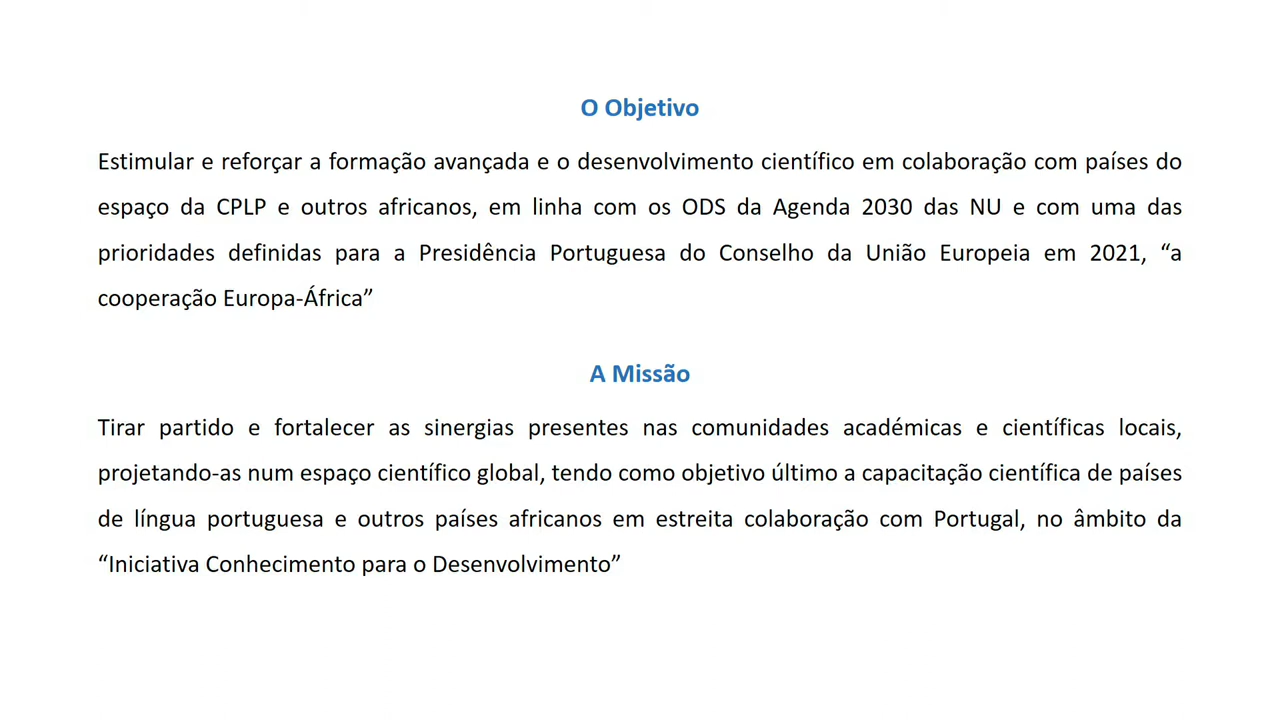 O Objetivo
Estimular e reforçar a formação avançada e o desenvolvimento científico em colaboração com países do
espaço da CPLP e outros africanos, em linha com os ODS da Agenda 2030 das NU e com uma das
prioridades definidas para a Presidência Portuguesa do Conselho da União Europeia em 2021, “a
cooperação Europa-África”
A Missão
Tirar partido e fortalecer as sinergias presentes nas comunidades académicas e científicas locais,
projetando-as num espaço científico global, tendo como objetivo último a capacitação científica de países
de língua portuguesa e outros países africanos em estreita colaboração com Portugal, no âmbito da
“Iniciativa Conhecimento para o Desenvolvimento”